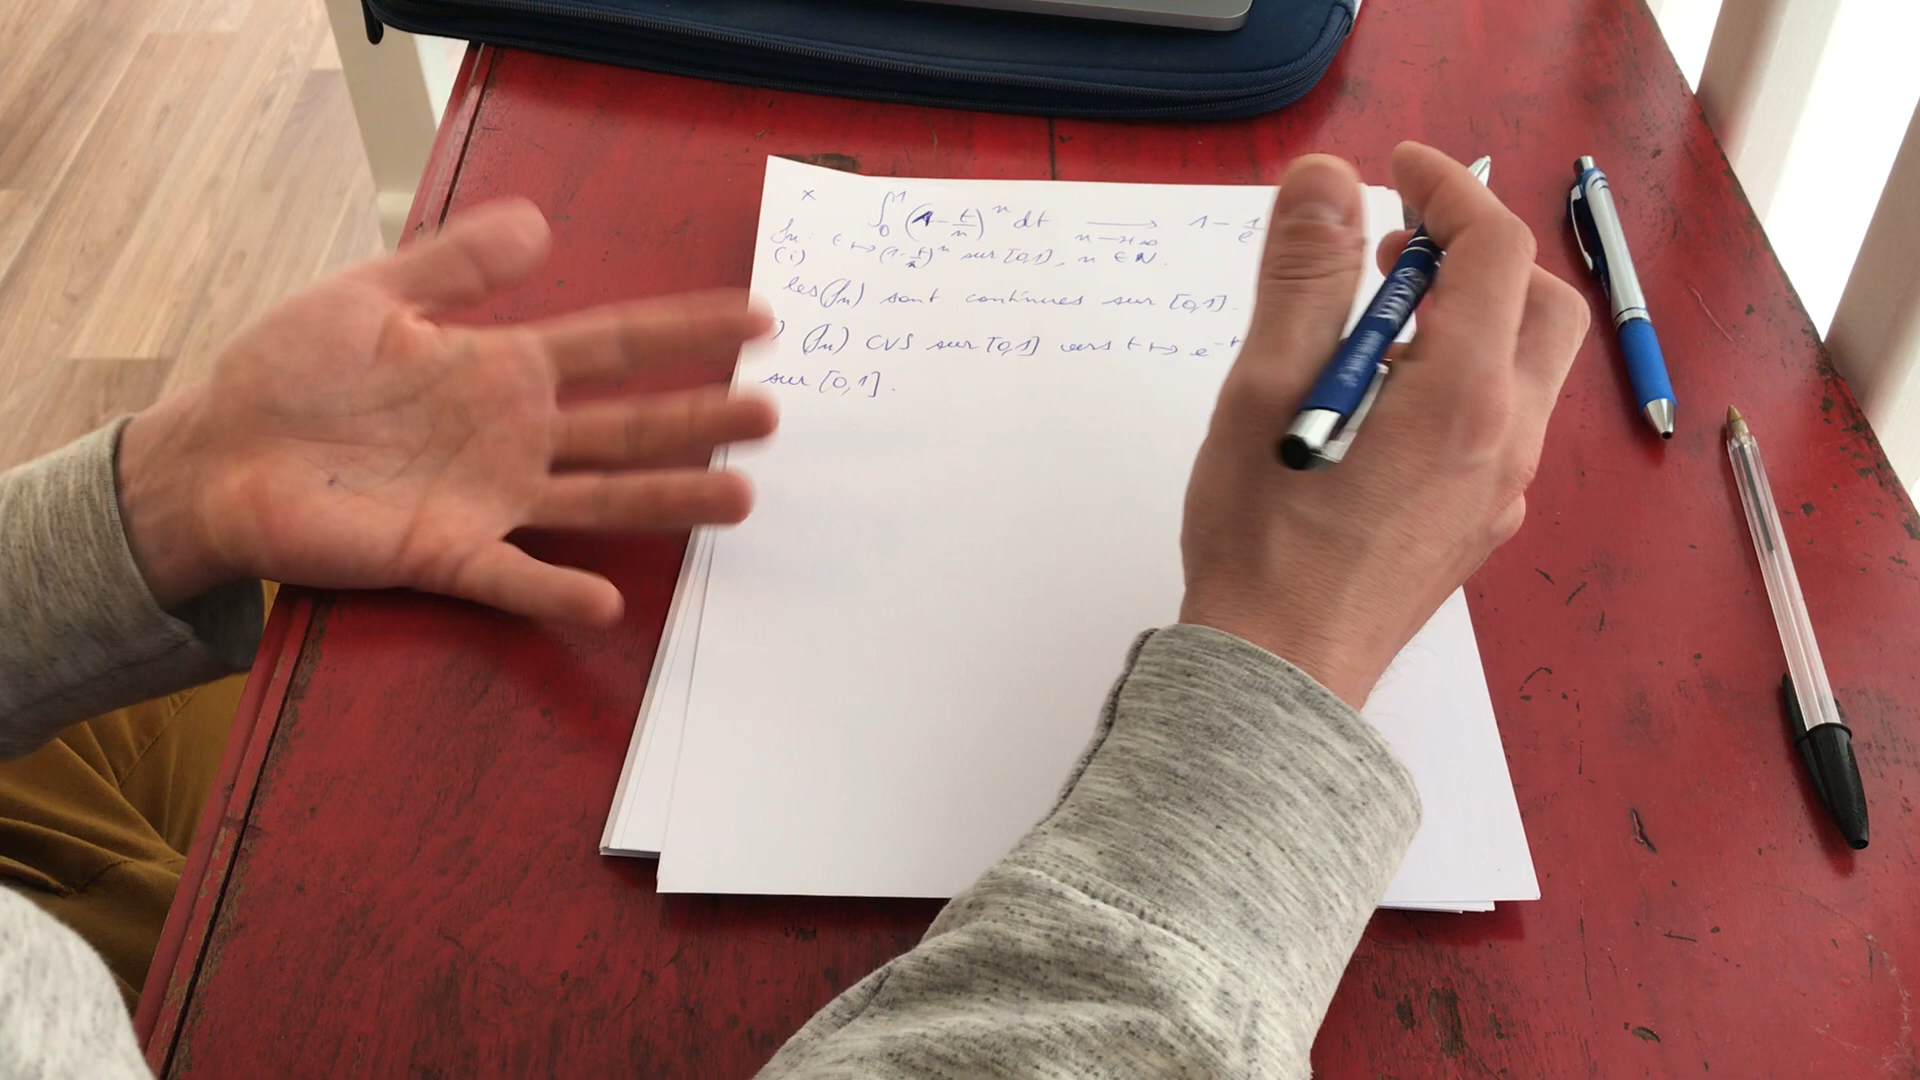 × ∫₀¹ (1 - t/n)ⁿ dt ⟶ 1 - 1/e
n→+∞
fn : t ↦ (1 - t/n)ⁿ sur [0,1], n ∈ N.
(i)
les (fn) sont continues sur [0,1].
) (fn) CVS sur [0,1] vers t ↦ e^-t
sur [0,1].